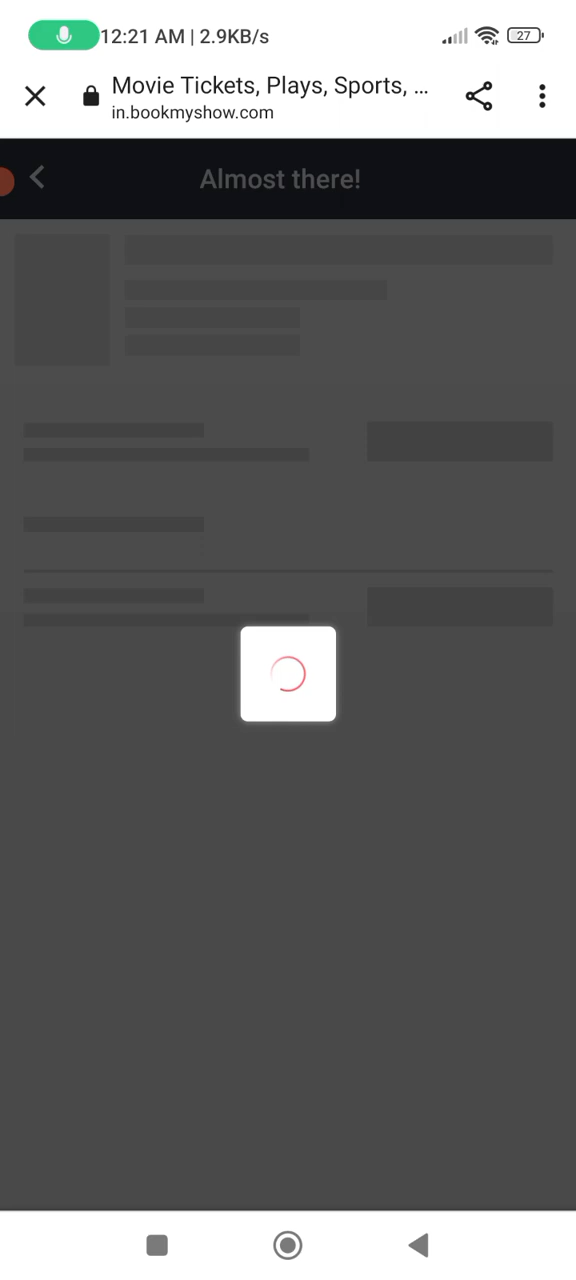 12:21 AM | 2.9KB/s
27
Movie Tickets, Plays, Sports, ...
in.bookmyshow.com
Almost there!